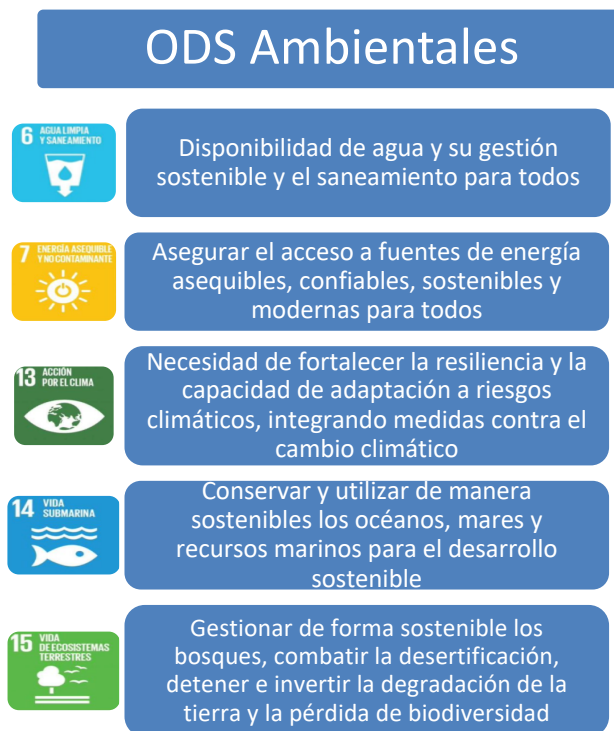 ODS Ambientales
6 AGUA LIMPIA
Y SANEAMIENTO
Disponibilidad de agua y su gestión
sostenible y el saneamiento para todos
7 ENERGÍA ASEQUIBLE
Y NO CONTAMINANTE
Asegurar el acceso a fuentes de energía
asequibles, confiables, sostenibles y
modernas para todos
13 ACCIÓN
POR EL CLIMA
Necesidad de fortalecer la resiliencia y la
capacidad de adaptación a riesgos
climáticos, integrando medidas contra el
cambio climático
14 VIDA
SUBMARINA
Conservar y utilizar de manera
sostenibles los océanos, mares y
recursos marinos para el desarrollo
sostenible
15 VIDA
DE ECOSISTEMAS
TERRESTRES
Gestionar de forma sostenible los
bosques, combatir la desertificación,
detener e invertir la degradación de la
tierra y la pérdida de biodiversidad